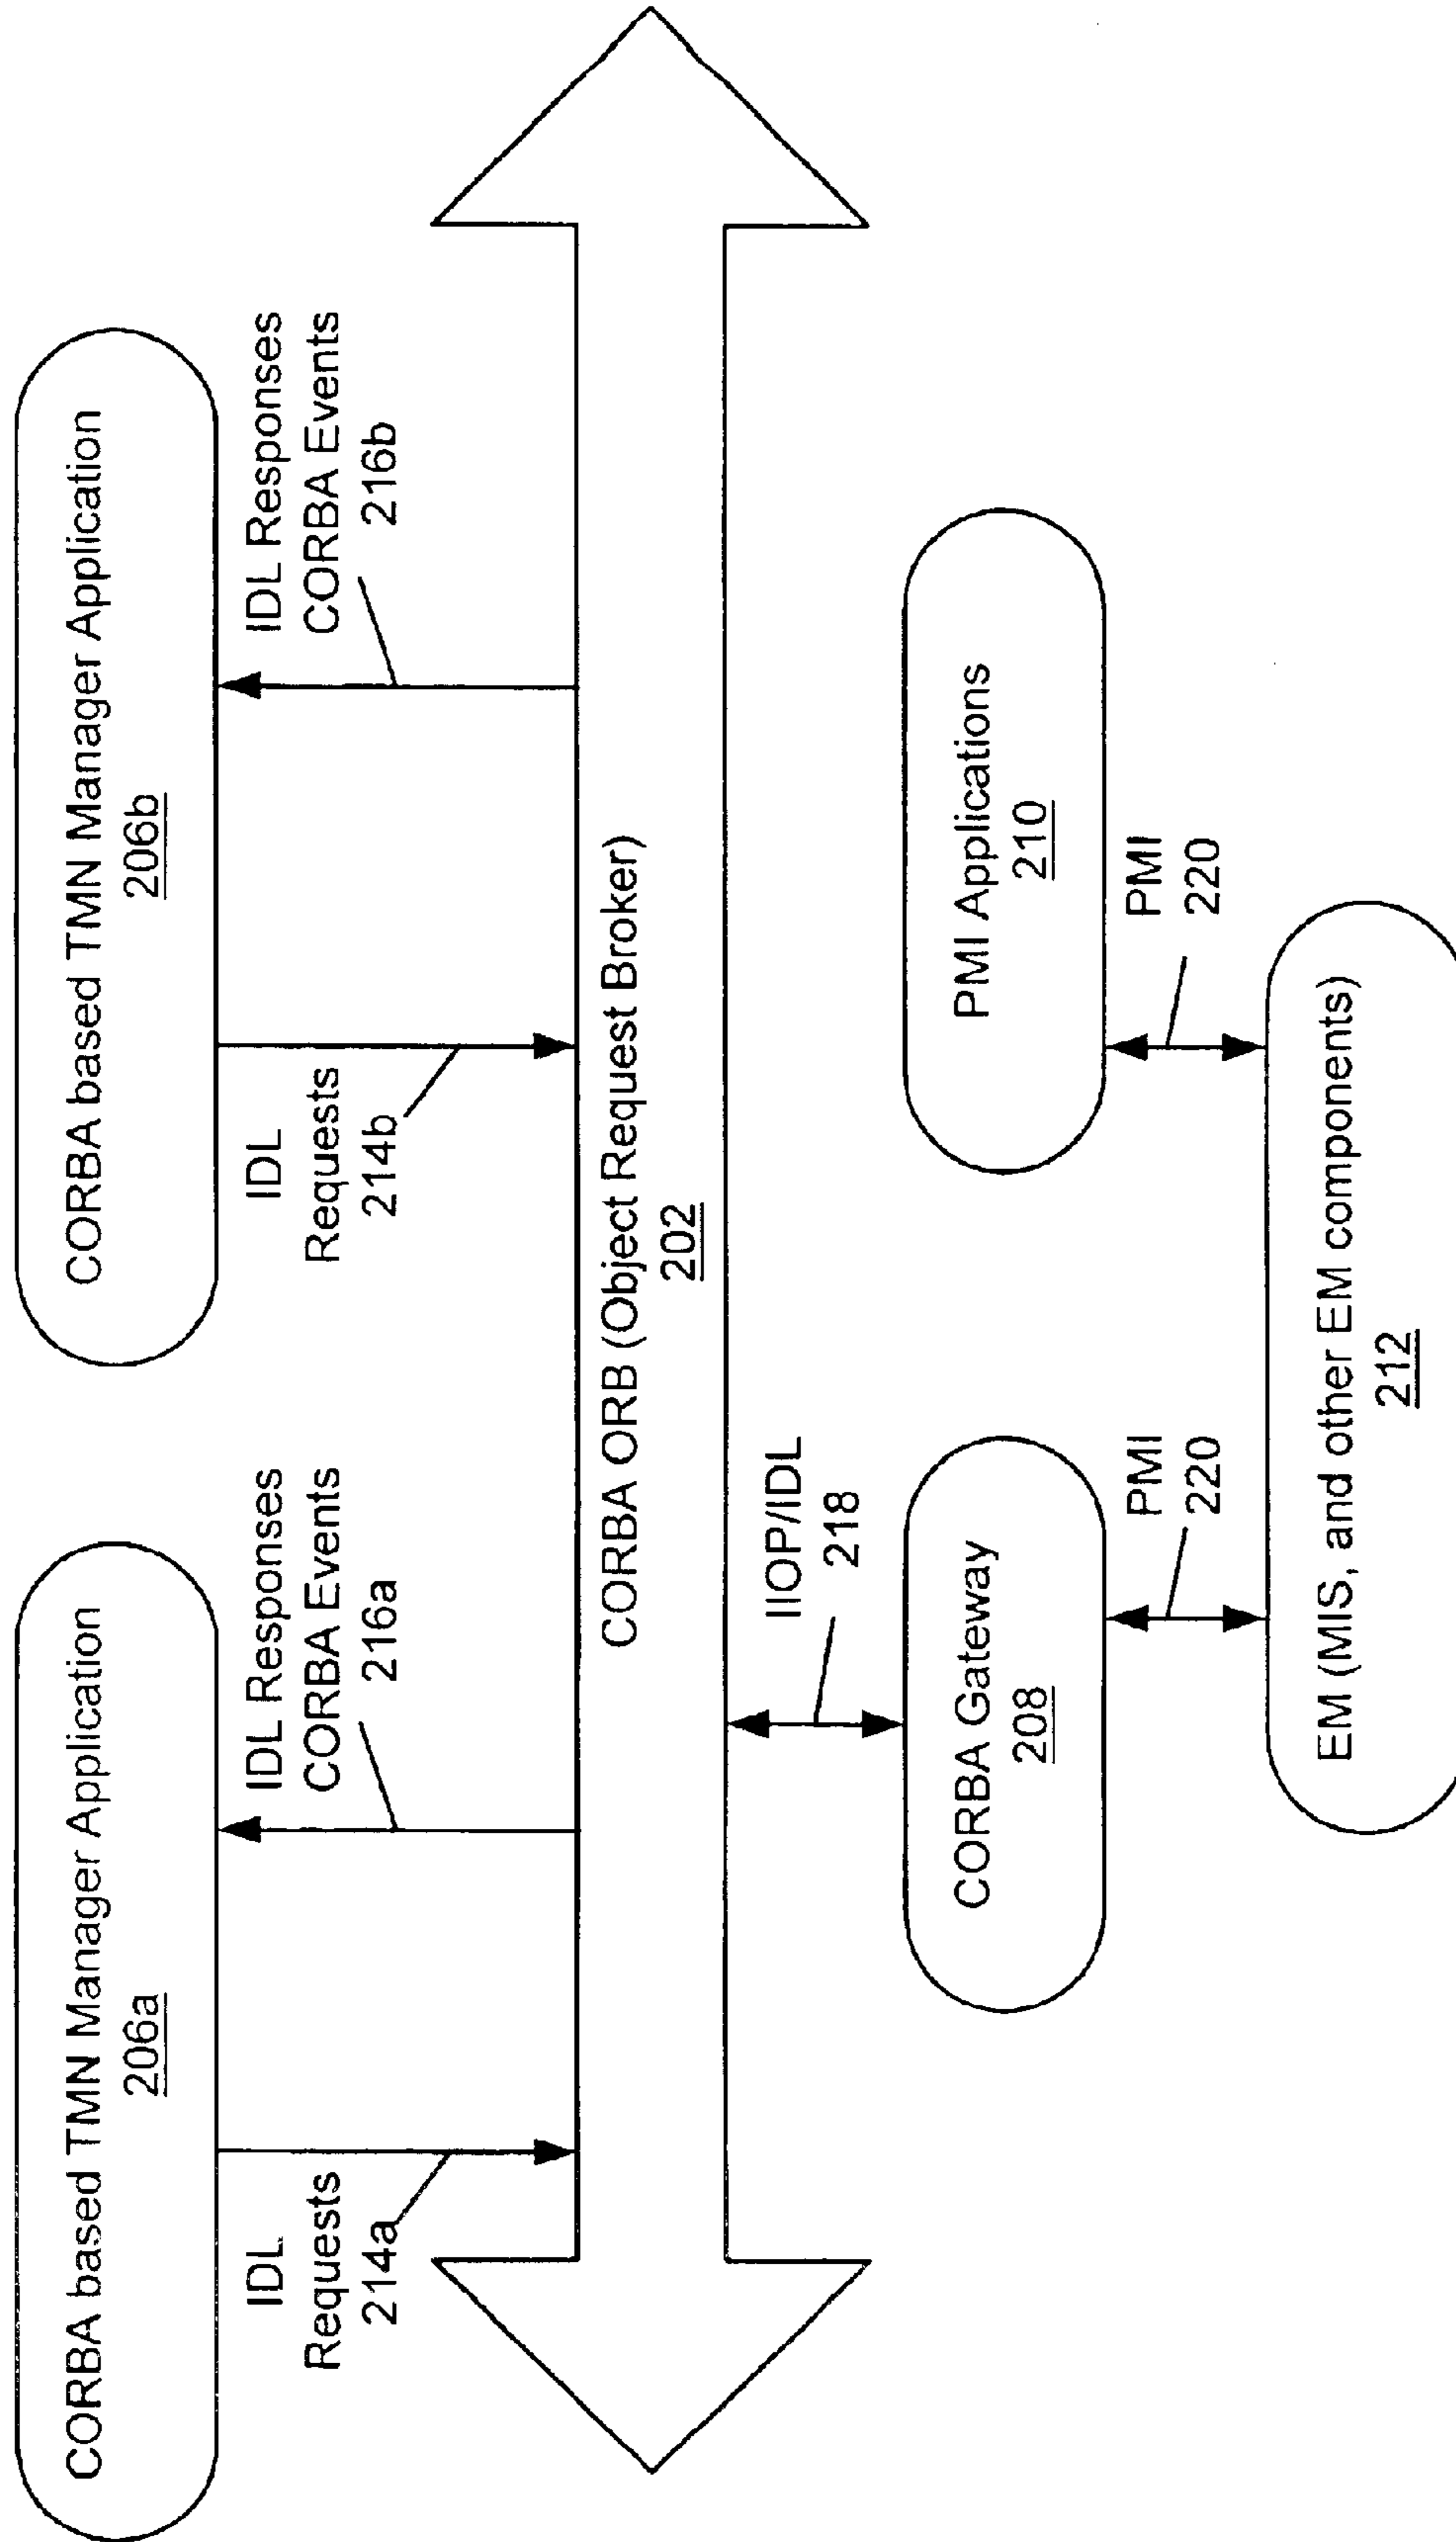 CORBA based TMN Manager Application
206a
CORBA based TMN Manager Application
206b
IDL
Requests
214a
IDL Responses
CORBA Events
216a
IDL
Requests
214b
IDL Responses
CORBA Events
216b
CORBA ORB (Object Request Broker)
202
IIOP/IDL
218
CORBA Gateway
208
PMI Applications
210
PMI
220
PMI
220
EM (MIS, and other EM components)
212